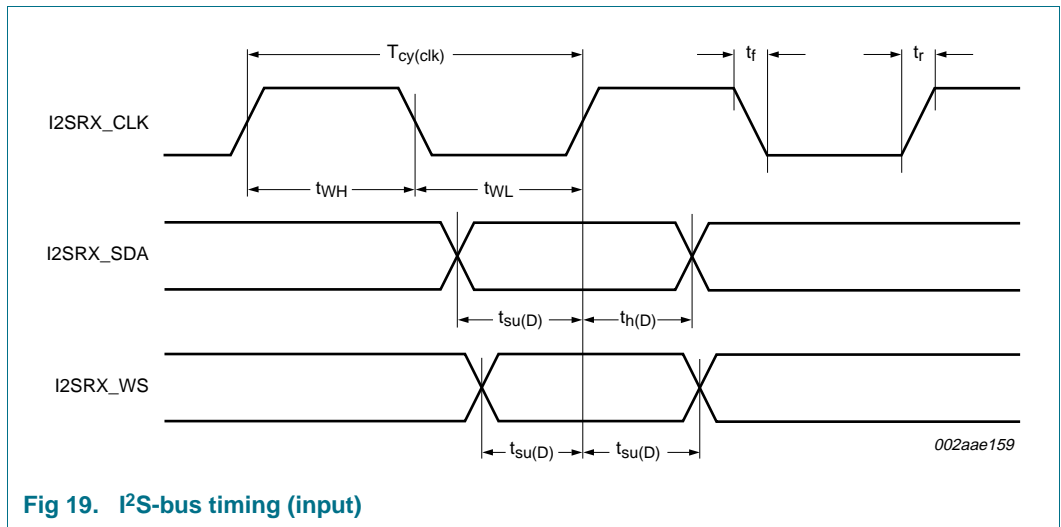 Tcy(clk) tf tr
I2SRX_CLK
tWH tWL
I2SRX_SDA
tsu(D) th(D)
I2SRX_WS
tsu(D) tsu(D)
002aae159
Fig 19. I²S-bus timing (input)